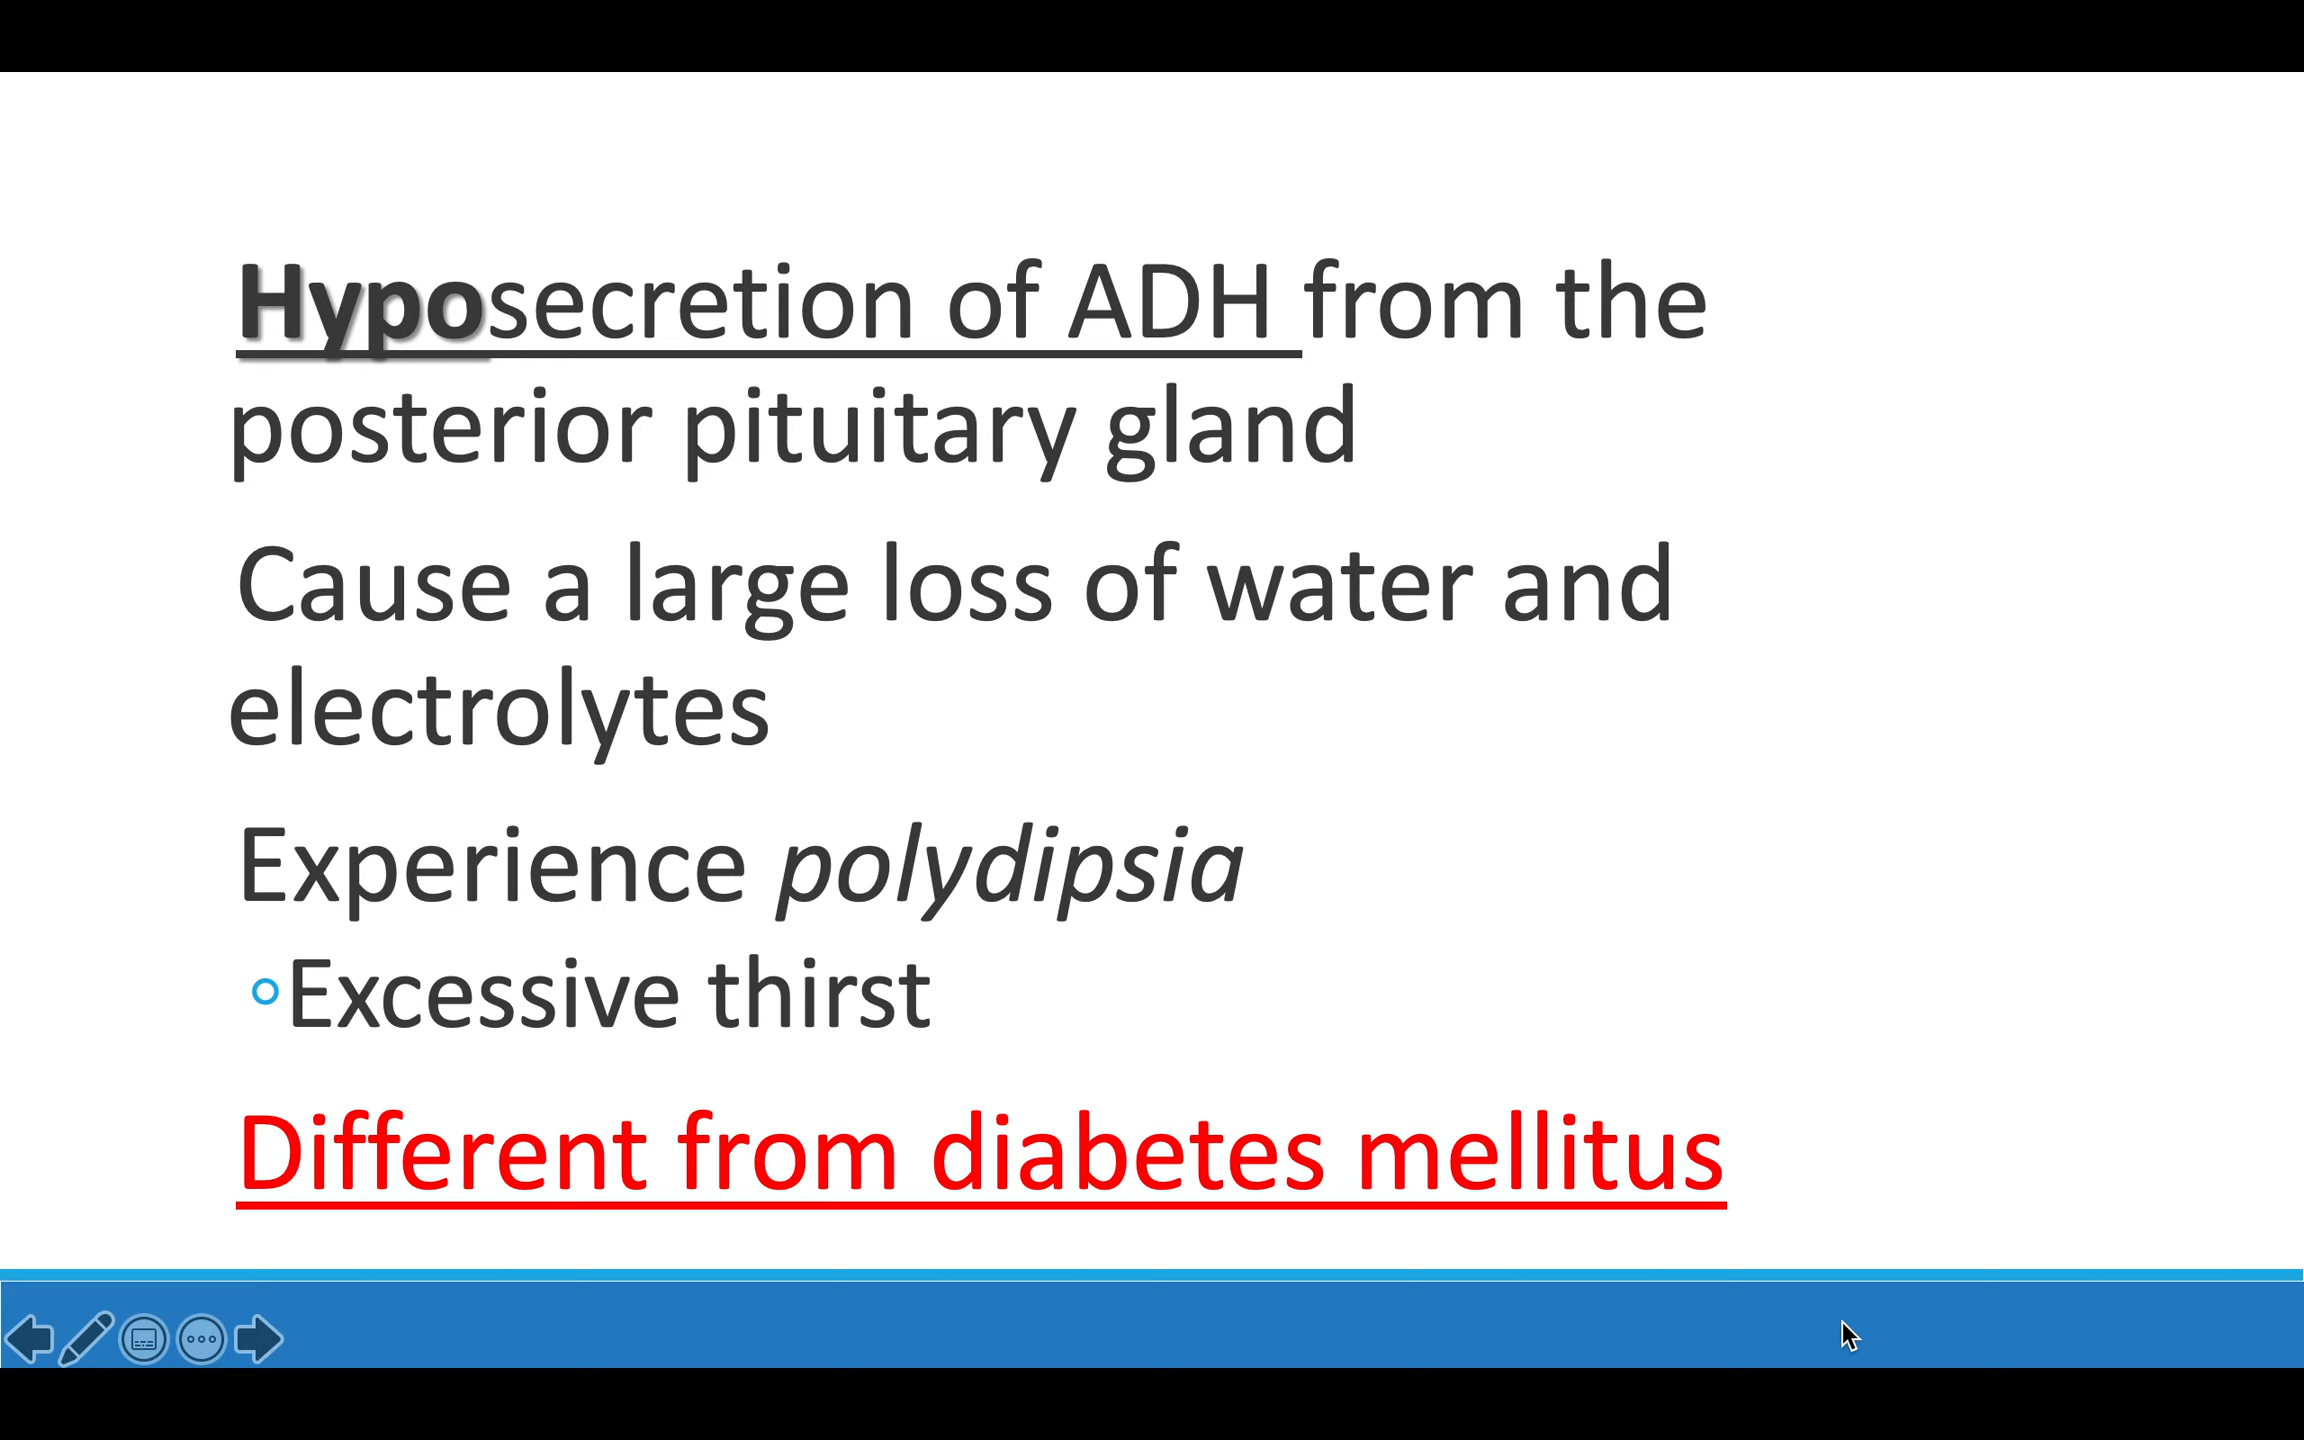 Hyposecretion of ADH from the
posterior pituitary gland
Cause a large loss of water and
electrolytes
Experience polydipsia
Excessive thirst
Different from diabetes mellitus